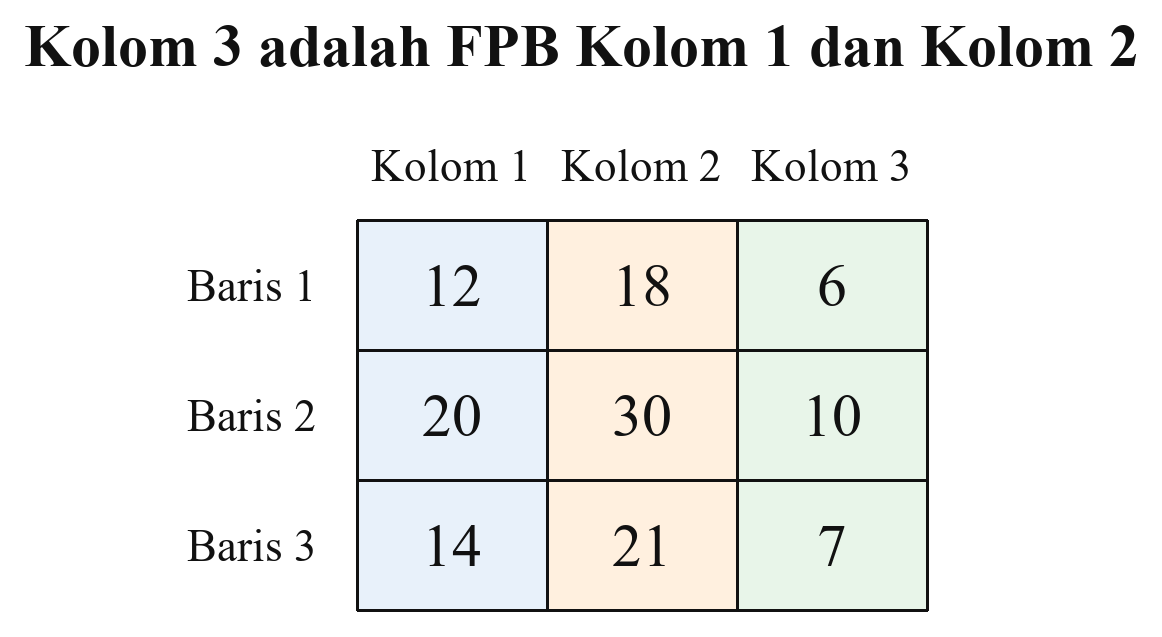 Kolom 3 adalah FPB Kolom 1 dan Kolom 2
Kolom 1 Kolom 2 Kolom 3
Baris 1 12 18 6
Baris 2 20 30 10
Baris 3 14 21 7